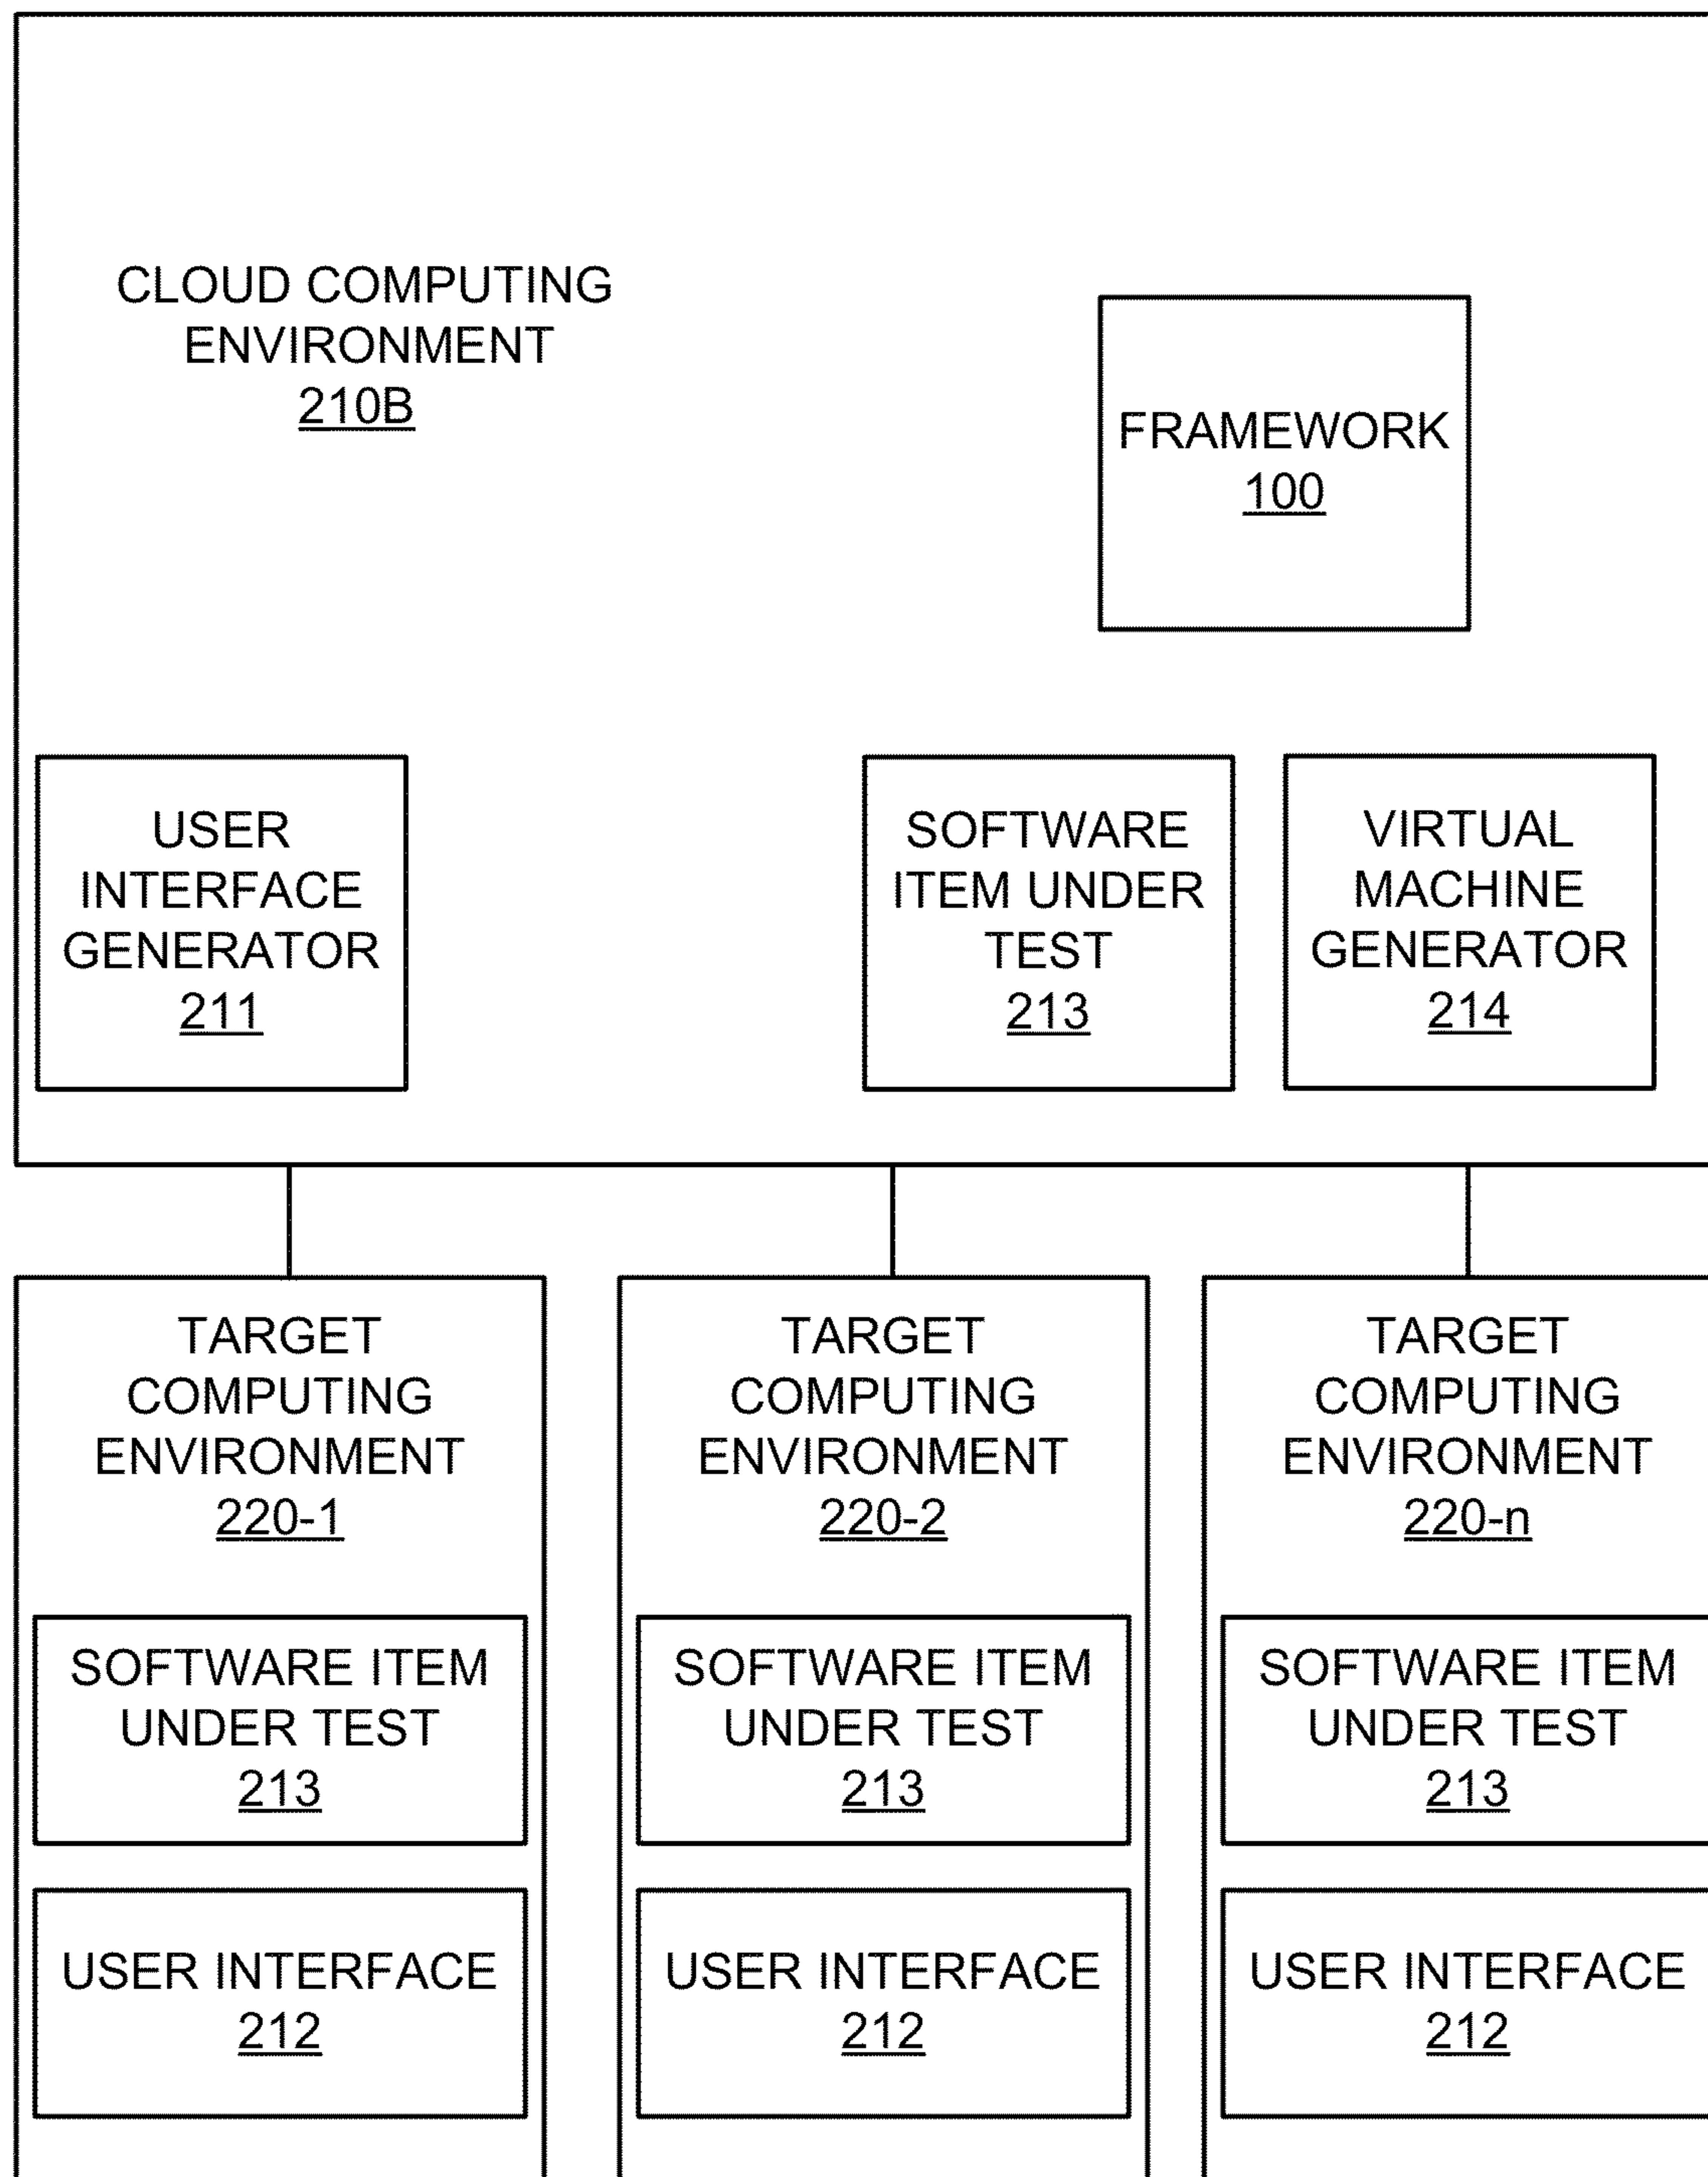 CLOUD COMPUTING
ENVIRONMENT
210B
FRAMEWORK
100
USER
INTERFACE
GENERATOR
211
SOFTWARE
ITEM UNDER
TEST
213
VIRTUAL
MACHINE
GENERATOR
214
TARGET
COMPUTING
ENVIRONMENT
220-1
SOFTWARE ITEM
UNDER TEST
213
USER INTERFACE
212
TARGET
COMPUTING
ENVIRONMENT
220-2
SOFTWARE ITEM
UNDER TEST
213
USER INTERFACE
212
TARGET
COMPUTING
ENVIRONMENT
220-n
SOFTWARE ITEM
UNDER TEST
213
USER INTERFACE
212